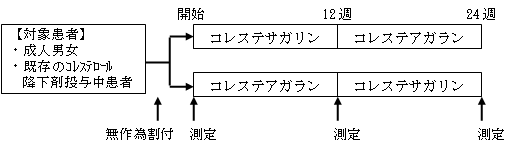 開始 12週 24週
【対象患者】
・成人男女
・既存のｺﾚｽﾃﾛｰﾙ
降下剤投与中患者
コレステサガリン コレステアガラン
コレステアガラン コレステサガリン
無作為割付 測定 測定 測定